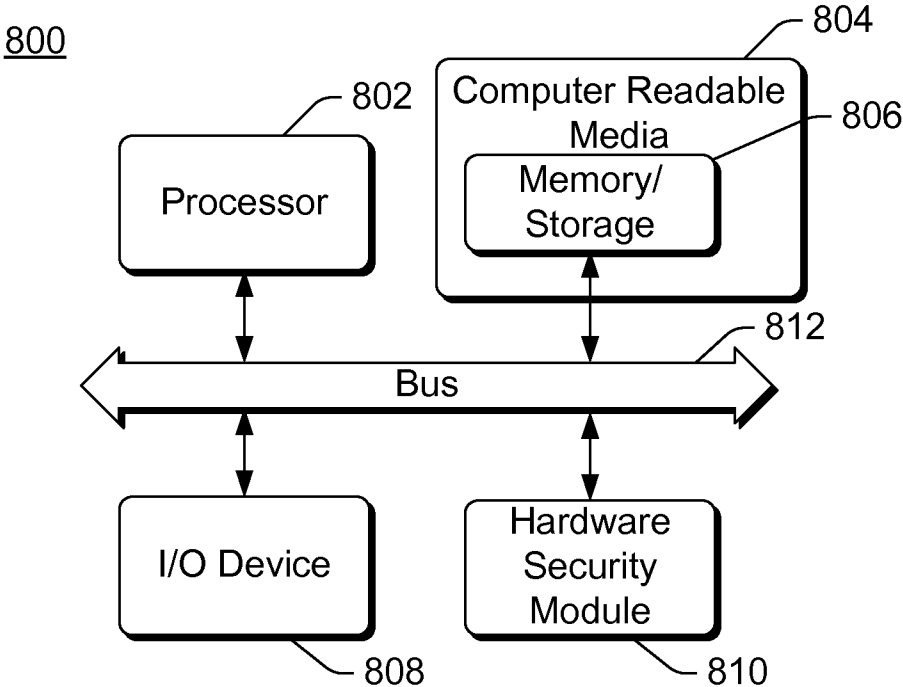 800
804
802
Computer Readable
Media
806
Processor
Memory/
Storage
812
Bus
I/O Device
Hardware
Security
Module
808
810